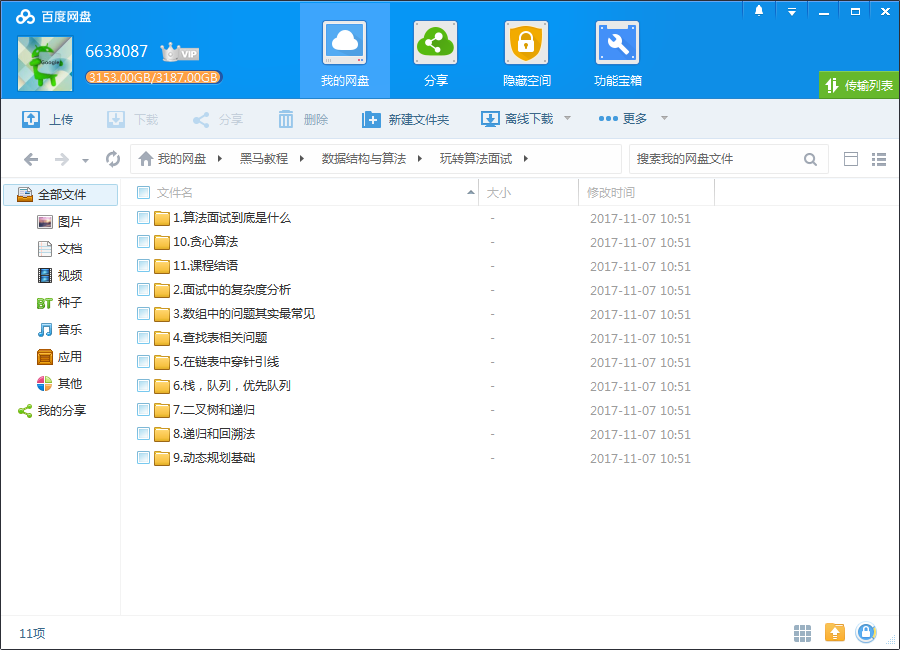 百度网盘
6638087 VIP
3153.00GB/3187.00GB
我的网盘 分享 隐藏空间 功能宝箱
传输列表
上传 下载 分享 删除 新建文件夹 离线下载 更多
我的网盘 黑马教程 数据结构与算法 玩转算法面试 搜索我的网盘文件
全部文件
图片
文档
视频
BT 种子
音乐
应用
其他
我的分享
文件名 大小 修改时间
1.算法面试到底是什么 - 2017-11-07 10:51
10.贪心算法 - 2017-11-07 10:51
11.课程结语 - 2017-11-07 10:51
2.面试中的复杂度分析 - 2017-11-07 10:51
3.数组中的问题其实最常见 - 2017-11-07 10:51
4.查找表相关问题 - 2017-11-07 10:51
5.在链表中穿针引线 - 2017-11-07 10:51
6.栈，队列，优先队列 - 2017-11-07 10:51
7.二叉树和递归 - 2017-11-07 10:51
8.递归和回溯法 - 2017-11-07 10:51
9.动态规划基础 - 2017-11-07 10:51
11项